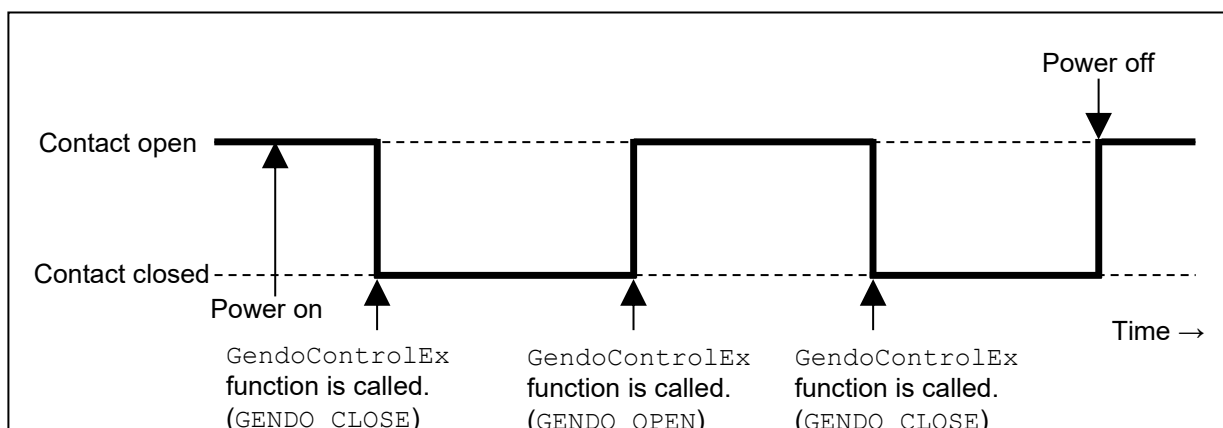 Power off
Contact open
Contact closed
Power on
Time →
GendoControlEx
function is called.
(GENDO_CLOSE)
GendoControlEx
function is called.
(GENDO_OPEN)
GendoControlEx
function is called.
(GENDO_CLOSE)